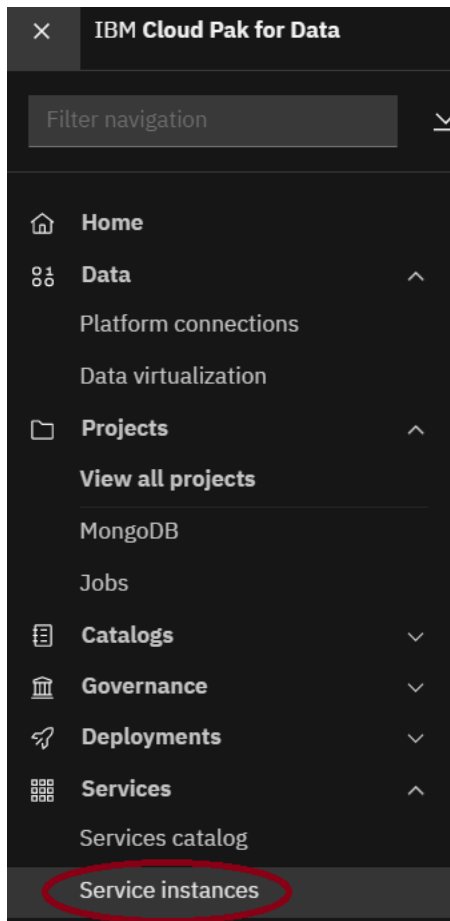 IBM Cloud Pak for Data
Filter navigation
Home
Data
Platform connections
Data virtualization
Projects
View all projects
MongoDB
Jobs
Catalogs
Governance
Deployments
Services
Services catalog
Service instances